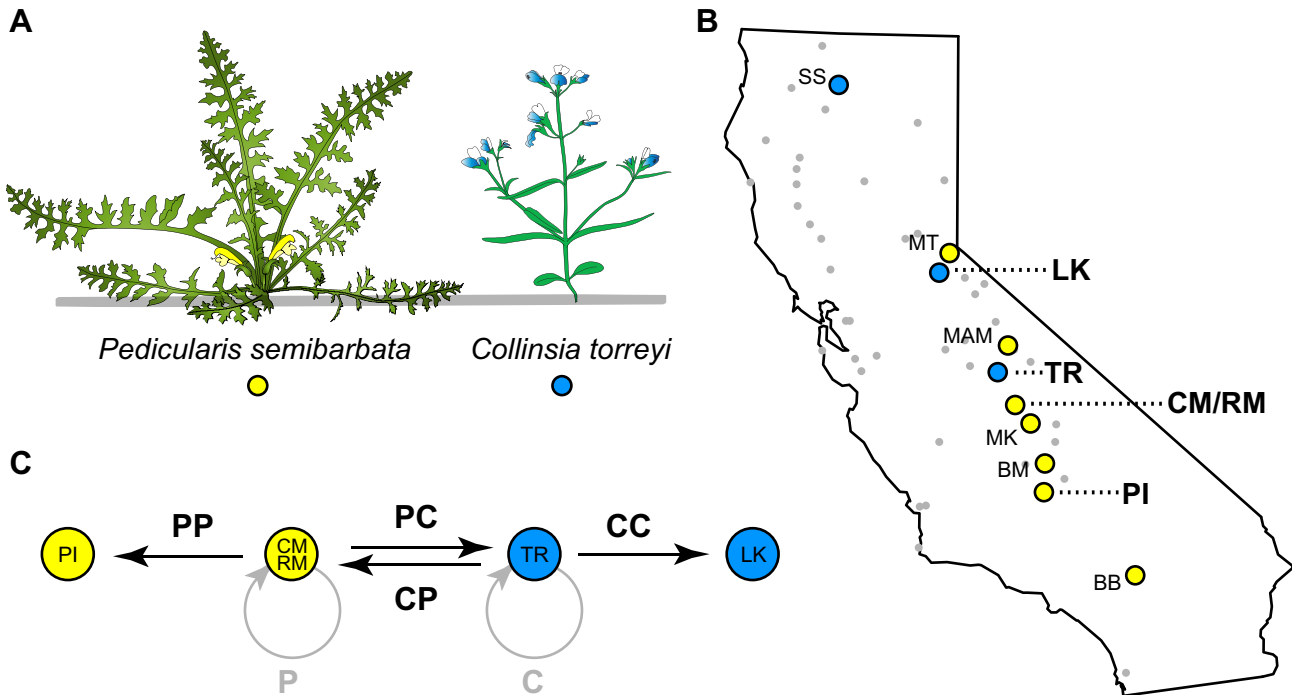 A
Pedicularis semibarbata
Collinsia torreyi
B
SS
MT
LK
MAM
TR
CM/RM
MK
BM
PI
BB
C
PP
PC
CC
PI
CM
RM
TR
LK
CP
P
C